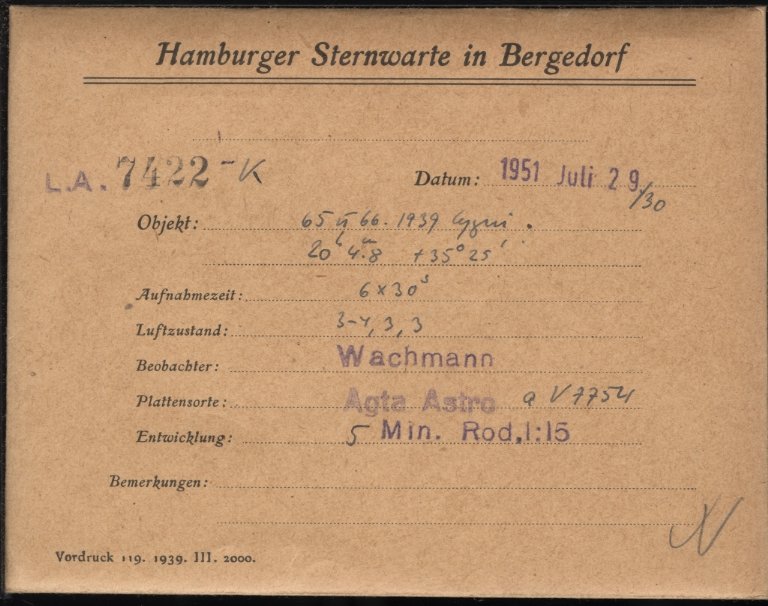 Hamburger Sternwarte in Bergedorf
L.A. 7422-K Datum: 1951 Juli 29/30
Objekt: 65 u 66. 1939 Cygni.
20h 4m.8 +35° 25'
Aufnahmezeit: 6 x 30s
Luftzustand: 3-4, 3, 3
Beobachter: Wachmann
Plattensorte: Agfa Astro a V 7754
Entwicklung: 5 Min. Rod. 1:15
Bemerkungen:
N
Vordruck 119. 1939. III. 2000.